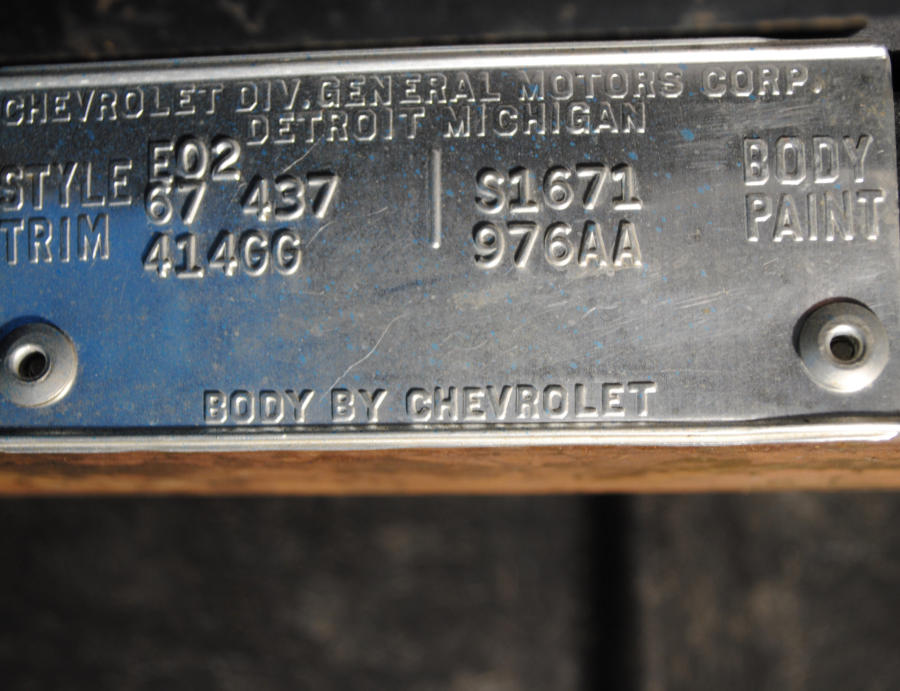 CHEVROLET DIV. GENERAL MOTORS CORP.
DETROIT MICHIGAN
E02
STYLE 67 437 S1671 BODY
TRIM 414GG 976AA PAINT
BODY BY CHEVROLET